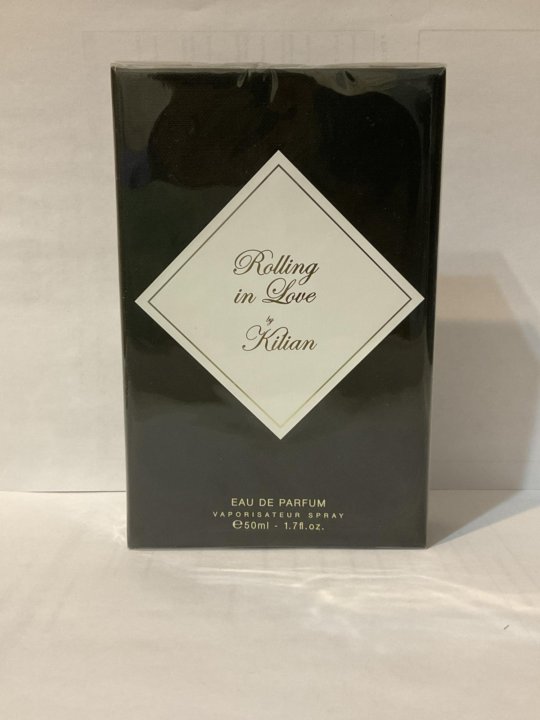 Rolling
in Love
by
Kilian
EAU DE PARFUM
VAPORISATEUR SPRAY
℮50ml - 1.7fl.oz.